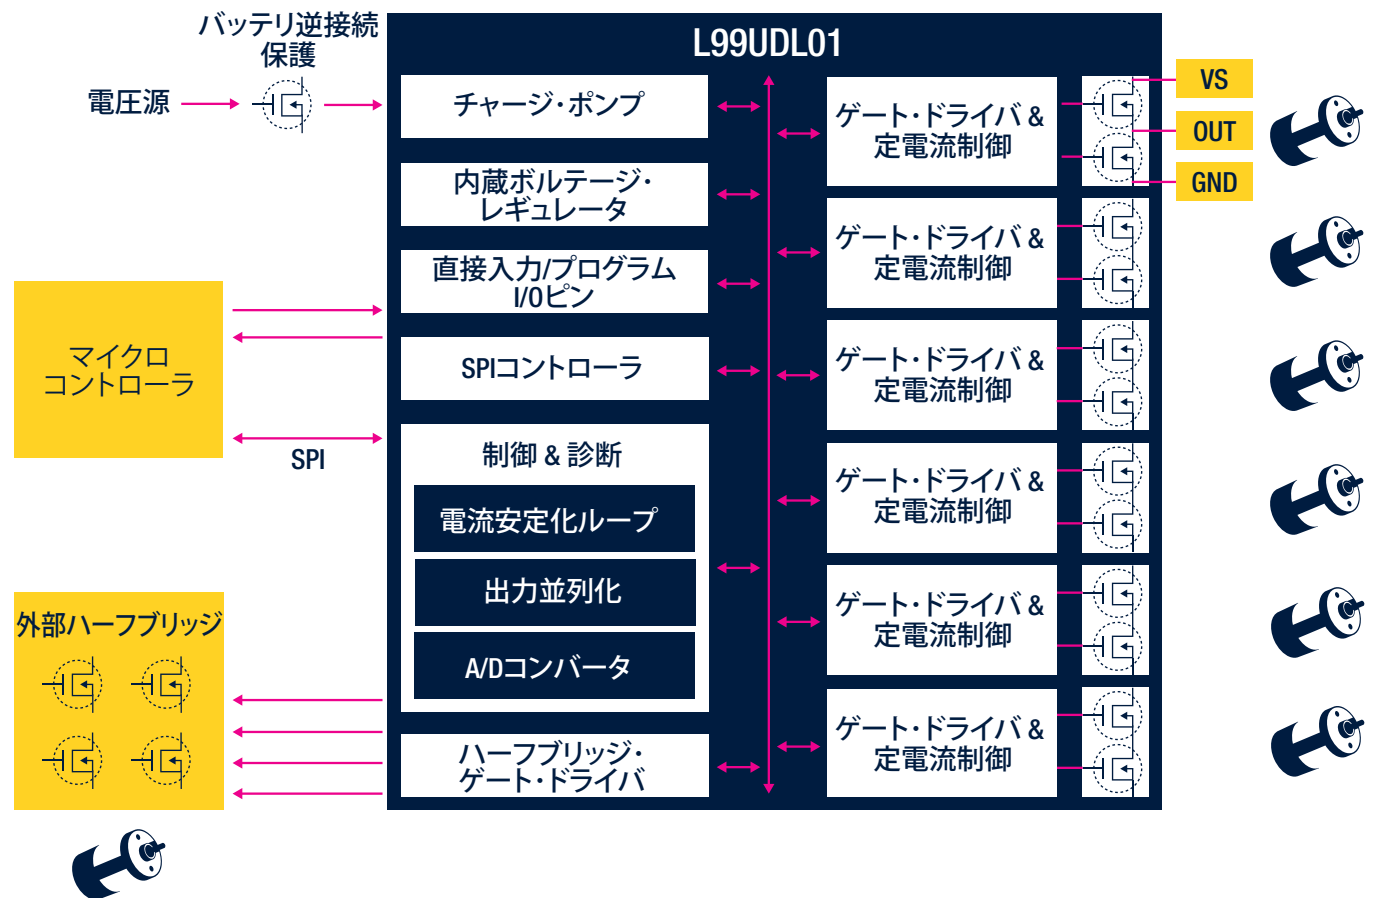 バッテリ逆接続
保護
電圧源
L99UDL01
チャージ・ポンプ
内蔵ボルテージ・
レギュレータ
直接入力/プログラム
I/Oピン
SPIコントローラ
制御 & 診断
電流安定化ループ
出力並列化
A/Dコンバータ
ハーフブリッジ・
ゲート・ドライバ
マイクロ
コントローラ
SPI
外部ハーフブリッジ
ゲート・ドライバ &
定電流制御
ゲート・ドライバ &
定電流制御
ゲート・ドライバ &
定電流制御
ゲート・ドライバ &
定電流制御
ゲート・ドライバ &
定電流制御
ゲート・ドライバ &
定電流制御
VS
OUT
GND